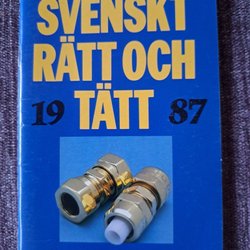 SVENSKT
RÄTT OCH
19 TÄTT 87